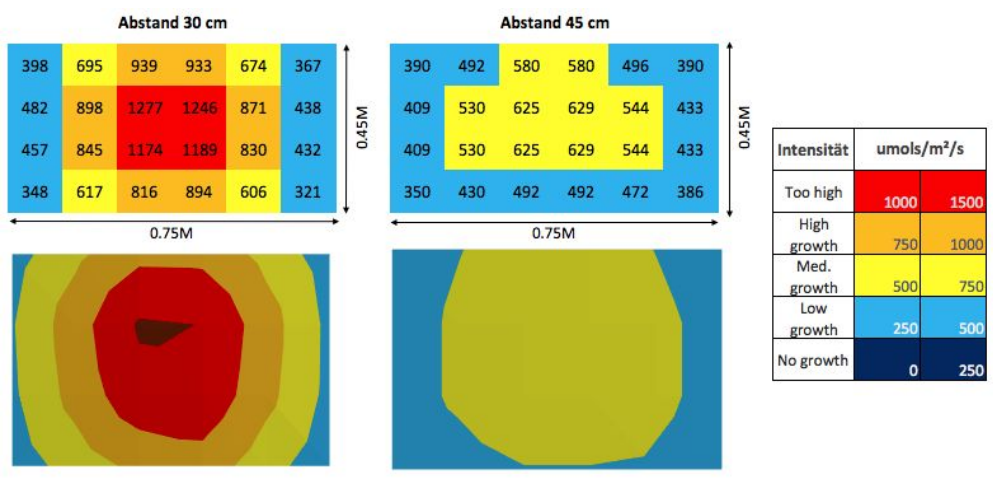 Abstand 30 cm
398 695 939 933 674 367
482 898 1277 1246 871 438
457 845 1174 1189 830 432
348 617 816 894 606 321
0.45M
0.75M
Abstand 45 cm
390 492 580 580 496 390
409 530 625 629 544 433
409 530 625 629 544 433
350 430 492 492 472 386
0.45M
0.75M
Intensität umols/m²/s
Too high 1000 1500
High
growth 750 1000
Med.
growth 500 750
Low
growth 250 500
No growth 0 250